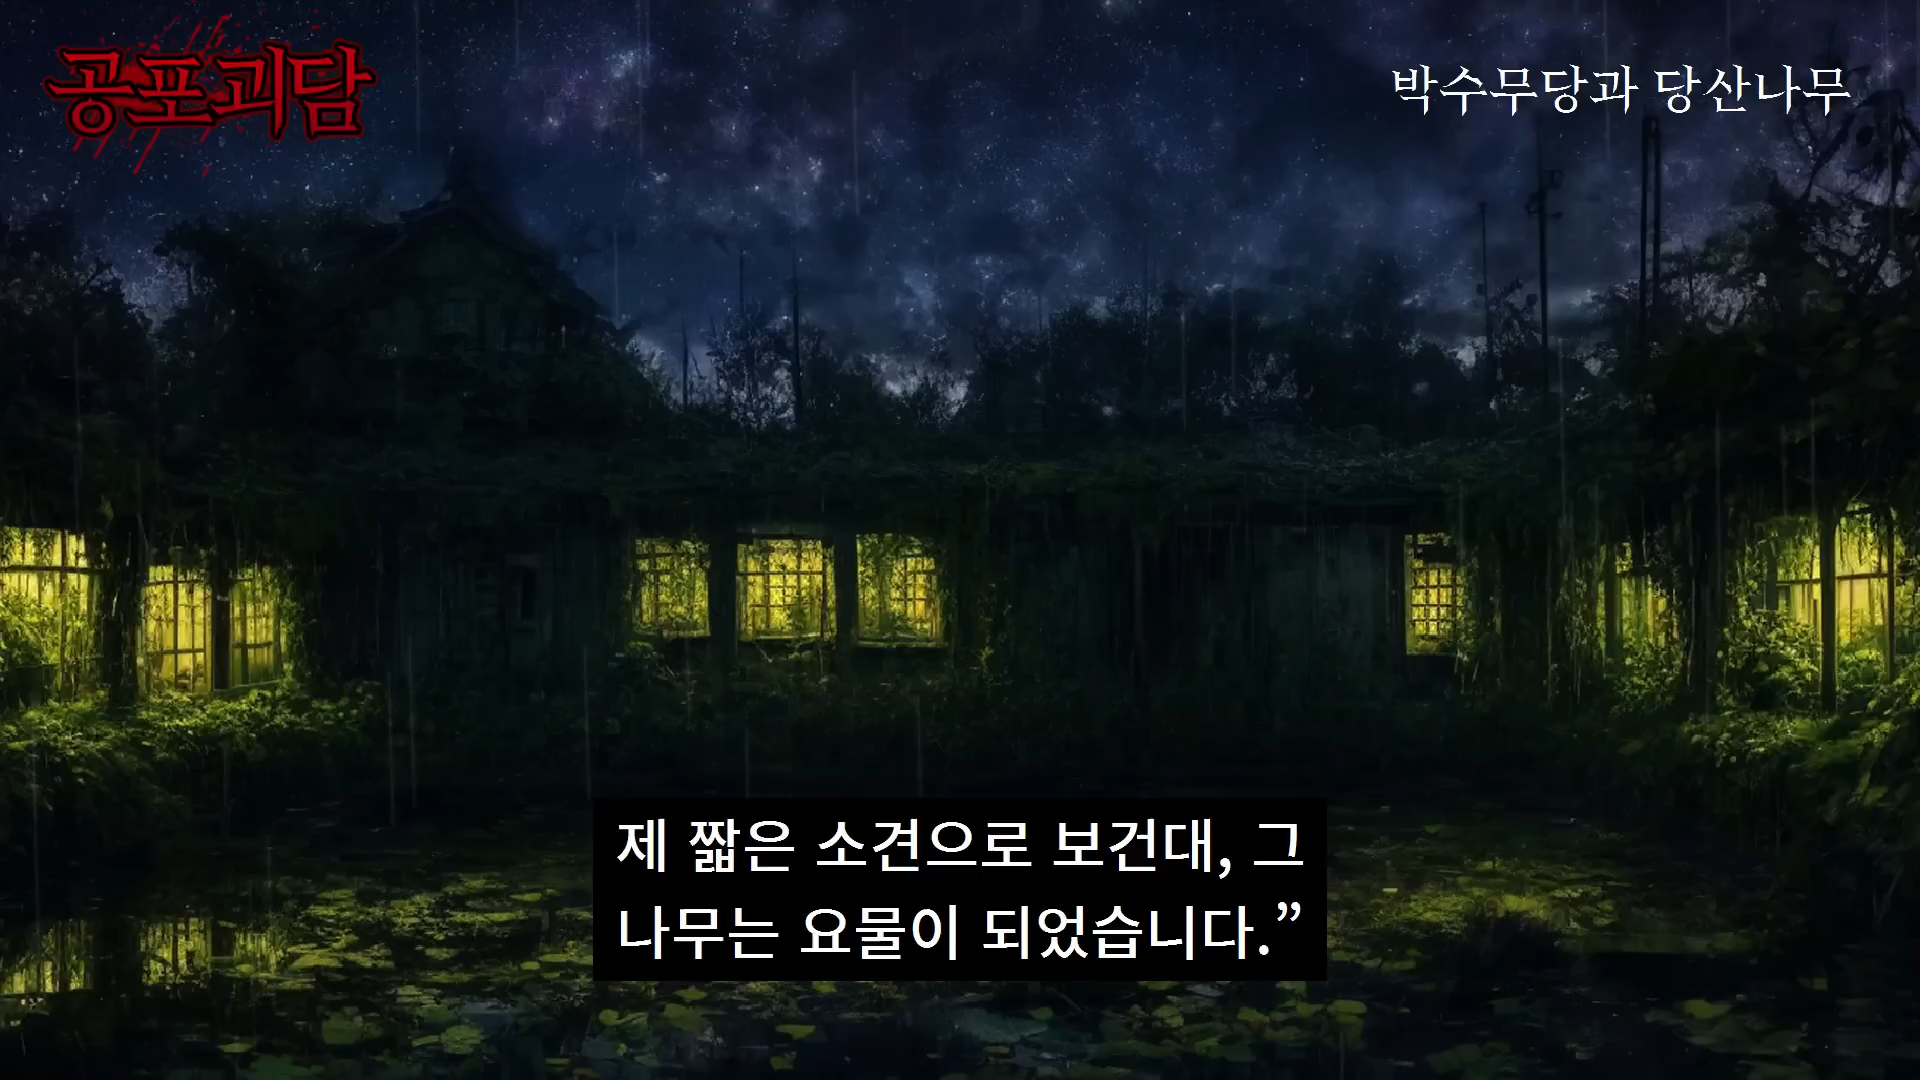 공포괴담
박수무당과 당산나무
제 짧은 소견으로 보건대, 그
나무는 요물이 되었습니다.”